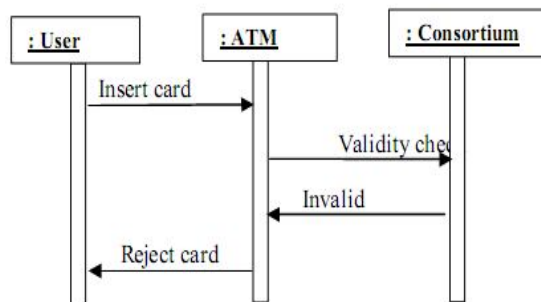 : User
: ATM
: Consortium
Insert card
Validity chec
Invalid
Reject card